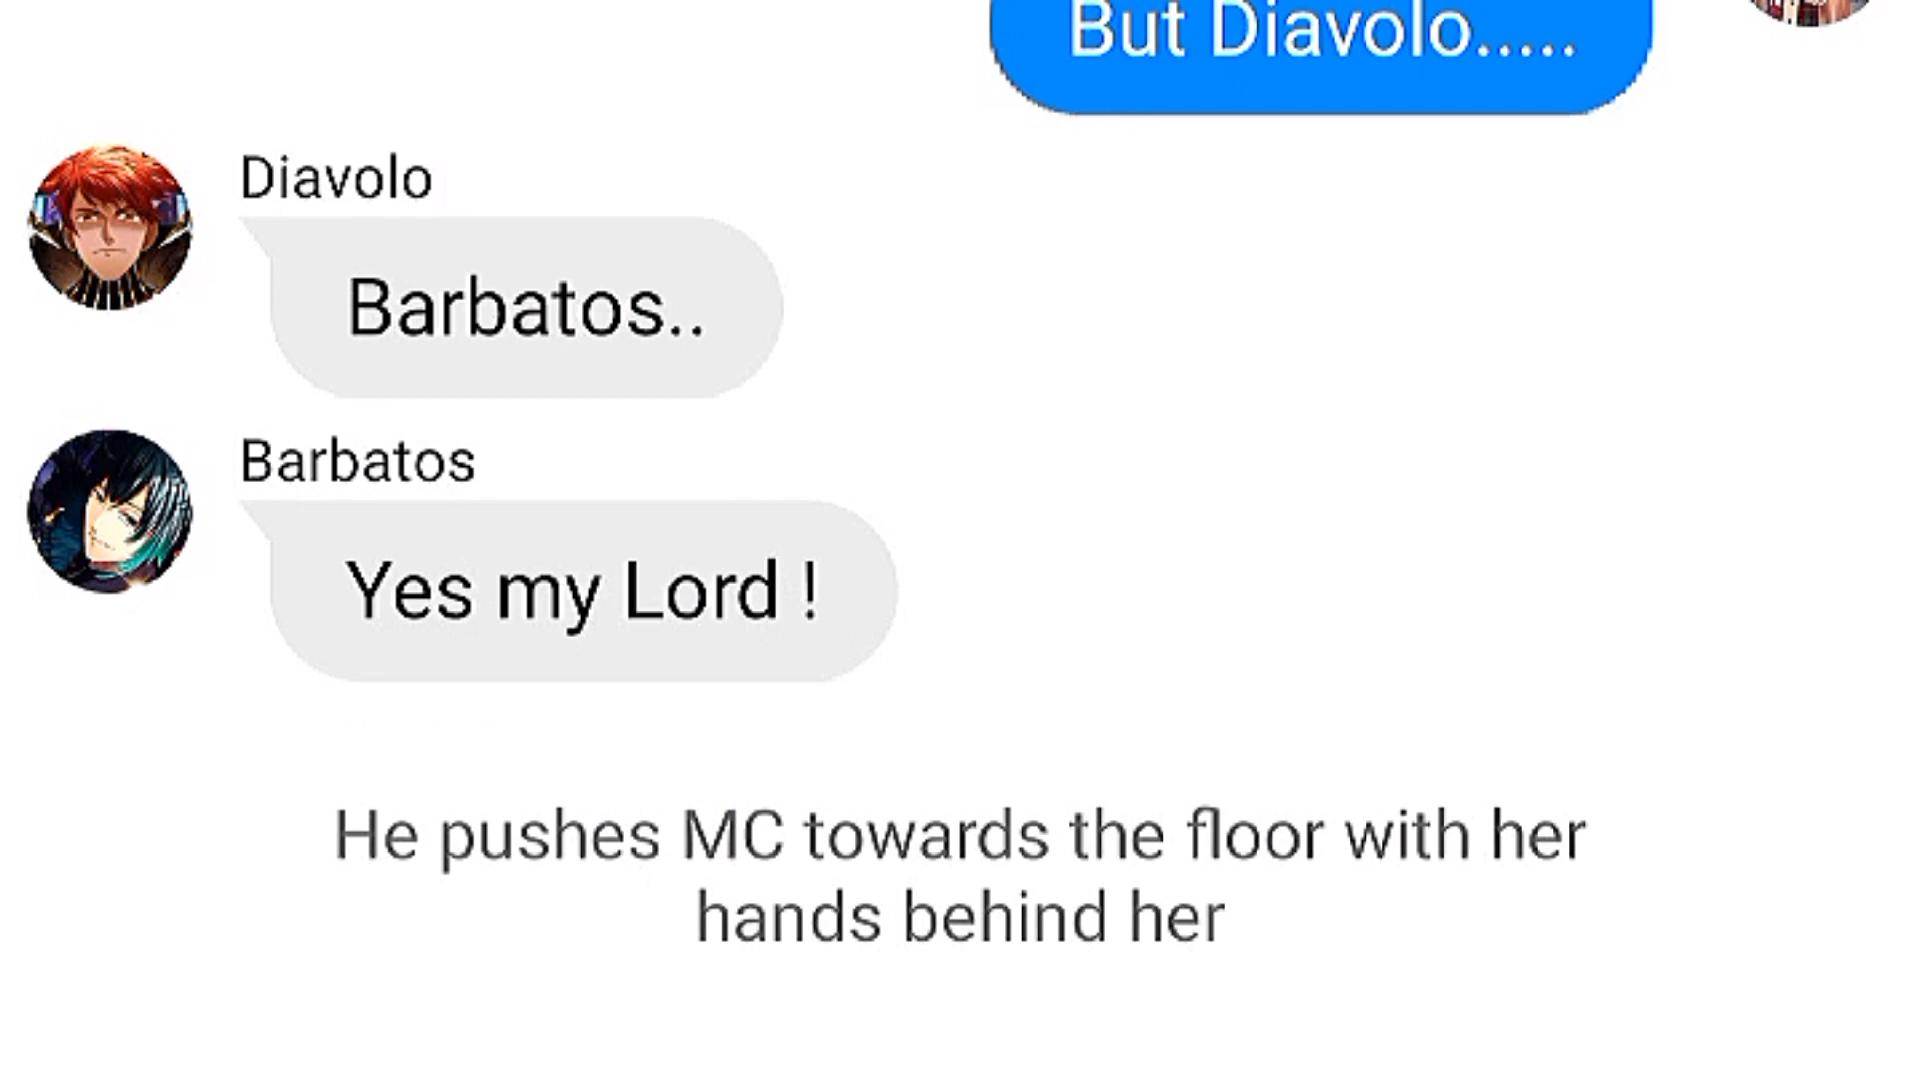 But Diavolo.....
Diavolo
Barbatos..
Barbatos
Yes my Lord !
He pushes MC towards the floor with her
hands behind her